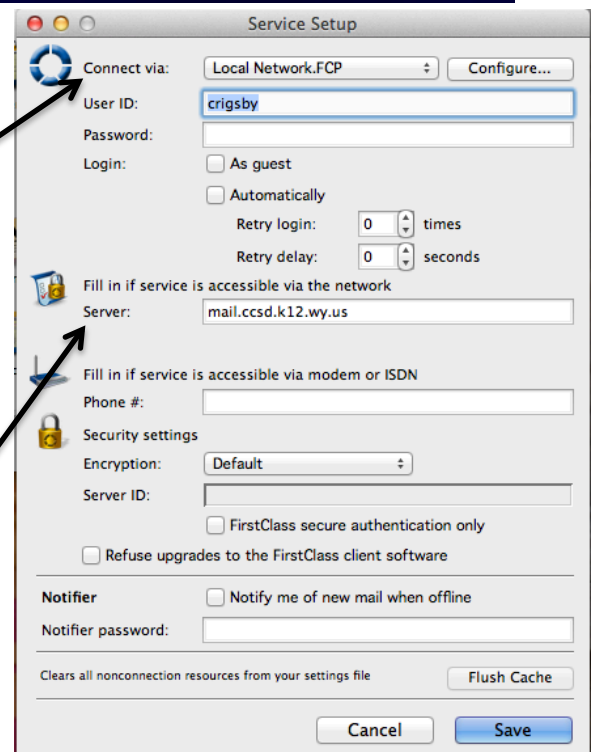 Service Setup
Connect via: Local Network.FCP Configure...
User ID: crigsby
Password:
Login: As guest
Automatically
Retry login: 0 times
Retry delay: 0 seconds
Fill in if service is accessible via the network
Server: mail.ccsd.k12.wy.us
Fill in if service is accessible via modem or ISDN
Phone #:
Security settings
Encryption: Default
Server ID:
FirstClass secure authentication only
Refuse upgrades to the FirstClass client software
Notifier Notify me of new mail when offline
Notifier password:
Clears all nonconnection resources from your settings file Flush Cache
Cancel Save